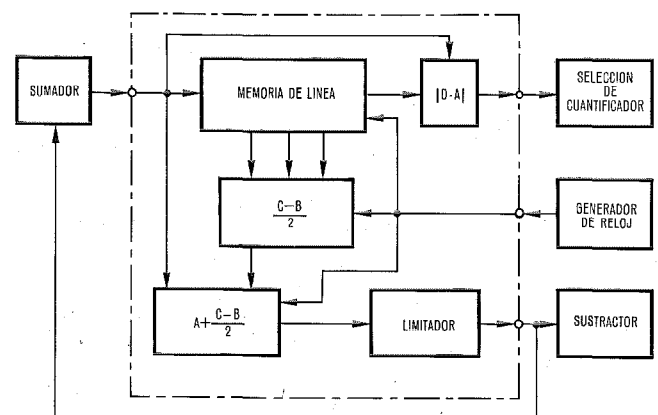 SUMADOR
MEMORIA DE LINEA
|D-A|
SELECCION
DE
CUANTIFICADOR
C-B
2
GENERADOR
DE RELOJ
A+ C-B
2
LIMITADOR
SUSTRACTOR